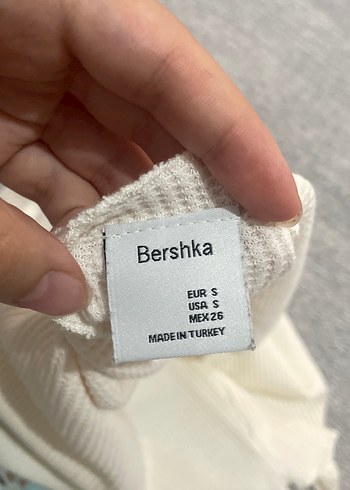 Bershka
EUR S
USA S
MEX 26
MADE IN TURKEY